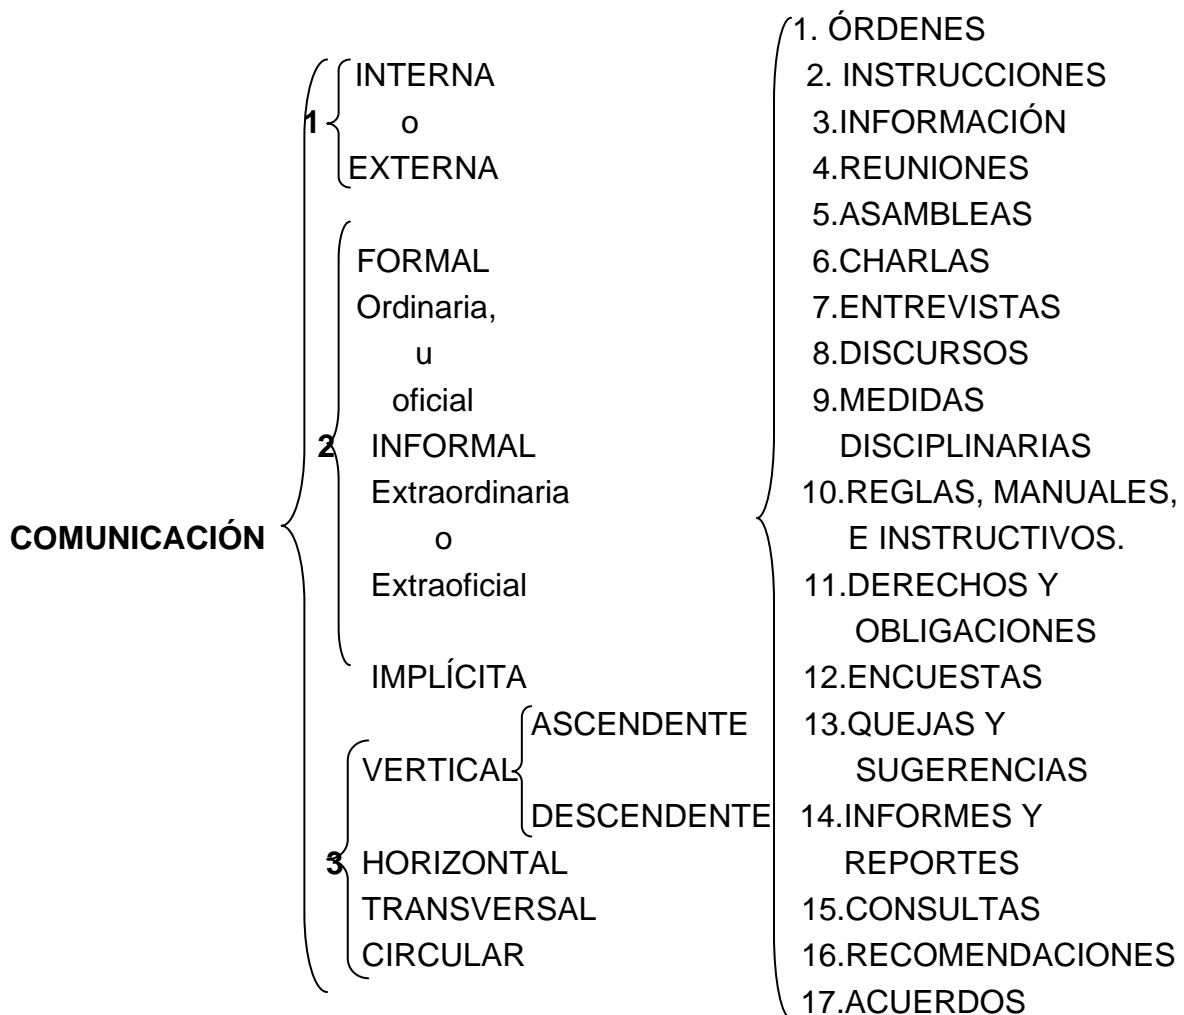 COMUNICACIÓN
1
INTERNA
o
EXTERNA
2
FORMAL
Ordinaria,
u
oficial
INFORMAL
Extraordinaria
o
Extraoficial
IMPLÍCITA
3
VERTICAL
ASCENDENTE
DESCENDENTE
HORIZONTAL
TRANSVERSAL
CIRCULAR
1. ÓRDENES
2. INSTRUCCIONES
3.INFORMACIÓN
4.REUNIONES
5.ASAMBLEAS
6.CHARLAS
7.ENTREVISTAS
8.DISCURSOS
9.MEDIDAS
DISCIPLINARIAS
10.REGLAS, MANUALES,
E INSTRUCTIVOS.
11.DERECHOS Y
OBLIGACIONES
12.ENCUESTAS
13.QUEJAS Y
SUGERENCIAS
14.INFORMES Y
REPORTES
15.CONSULTAS
16.RECOMENDACIONES
17.ACUERDOS